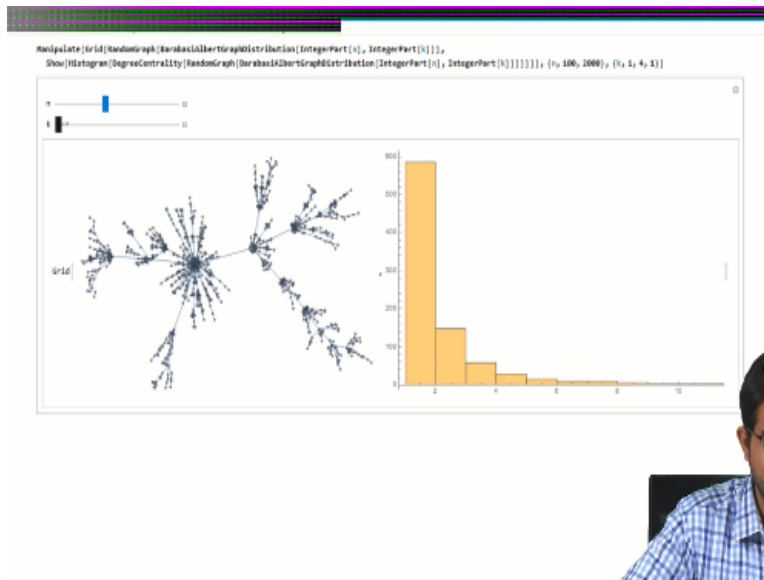 Manipulate[Grid[RandomGraph[BarabasiAlbertGraphDistribution[IntegerPart[n], IntegerPart[k]]],
Show[Histogram[DegreeCentrality[RandomGraph[BarabasiAlbertGraphDistribution[IntegerPart[n], IntegerPart[k]]]]]]], {n, 100, 2000}, {k, 1, 4, 1}]
n
k
600
500
400
300
Grid
200
100
0
2 4 6 8 10